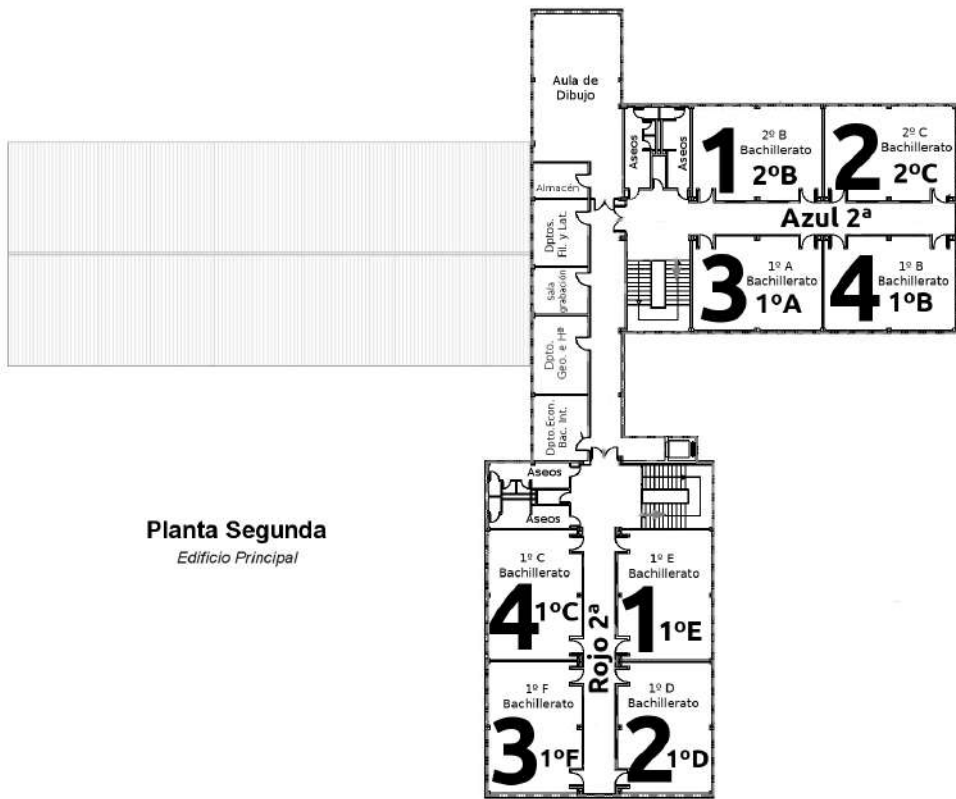 Aula de
Dibujo
Aseos
Aseos
1
2º B
Bachillerato
2ºB
2
2º C
Bachillerato
2ºC
Almacén
Azul 2ª
Dptos.
Fil. y Lat.
3
1º A
Bachillerato
1ºA
4
1º B
Bachillerato
1ºB
Sala
grabación
Dpto.
Geo. e Hª
Dpto.Econ.
Bac. Int.
Aseos
Aseos
Planta Segunda
Edificio Principal
1º C
Bachillerato
4
1ºC
Rojo 2ª
1º E
Bachillerato
1
1ºE
1º F
Bachillerato
3
1ºF
1º D
Bachillerato
2
1ºD